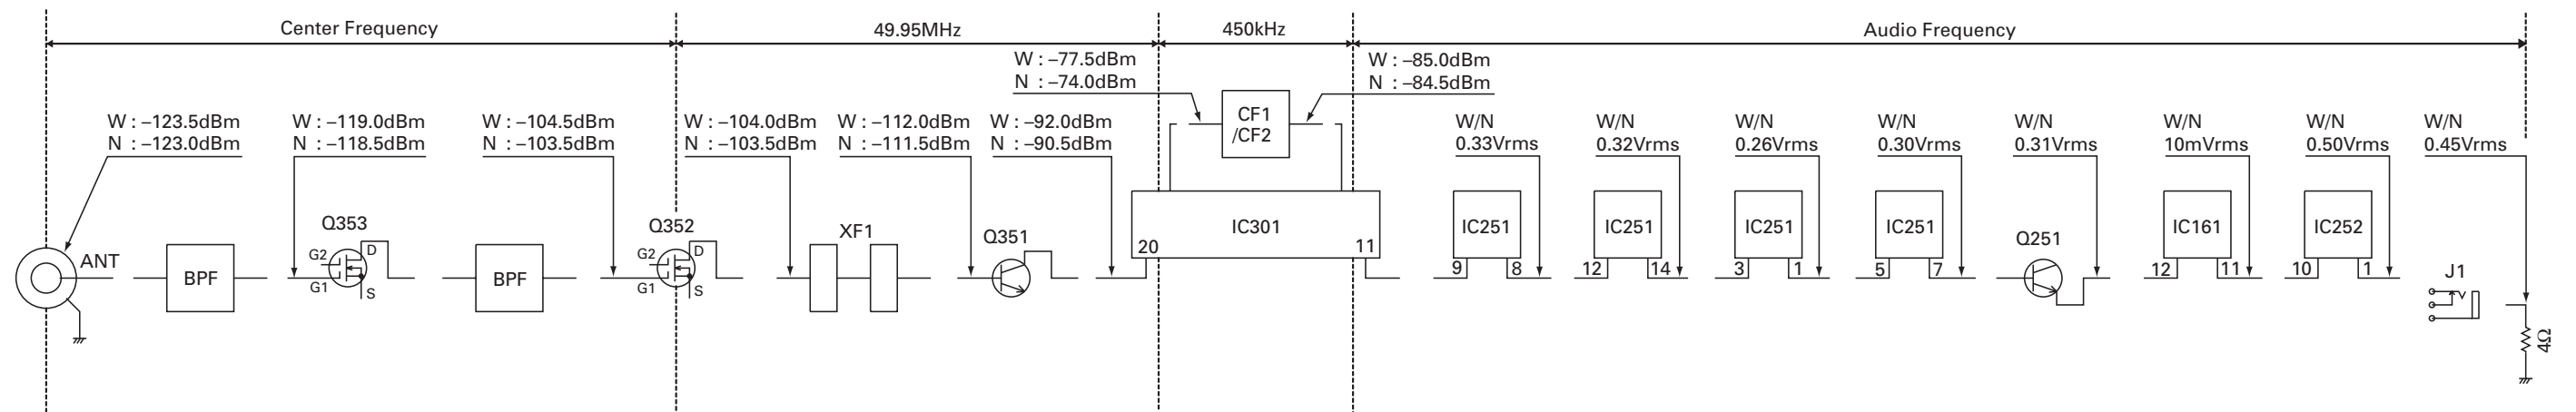 Center Frequency
49.95MHz
450kHz
Audio Frequency
W : –77.5dBm
N : –74.0dBm
W : –85.0dBm
N : –84.5dBm
W : –123.5dBm
N : –123.0dBm
W : –119.0dBm
N : –118.5dBm
W : –104.5dBm
N : –103.5dBm
W : –104.0dBm
N : –103.5dBm
W : –112.0dBm
N : –111.5dBm
W : –92.0dBm
N : –90.5dBm
CF1
/CF2
W/N
0.33Vrms
W/N
0.32Vrms
W/N
0.26Vrms
W/N
0.30Vrms
W/N
0.31Vrms
W/N
10mVrms
W/N
0.50Vrms
W/N
0.45Vrms
ANT
BPF
Q353
G2
D
G1
S
BPF
Q352
G2
D
G1
S
XF1
Q351
IC301
20
11
IC251
9
8
IC251
12
14
IC251
3
1
IC251
5
7
Q251
IC161
12
11
IC252
10
1
J1
4Ω